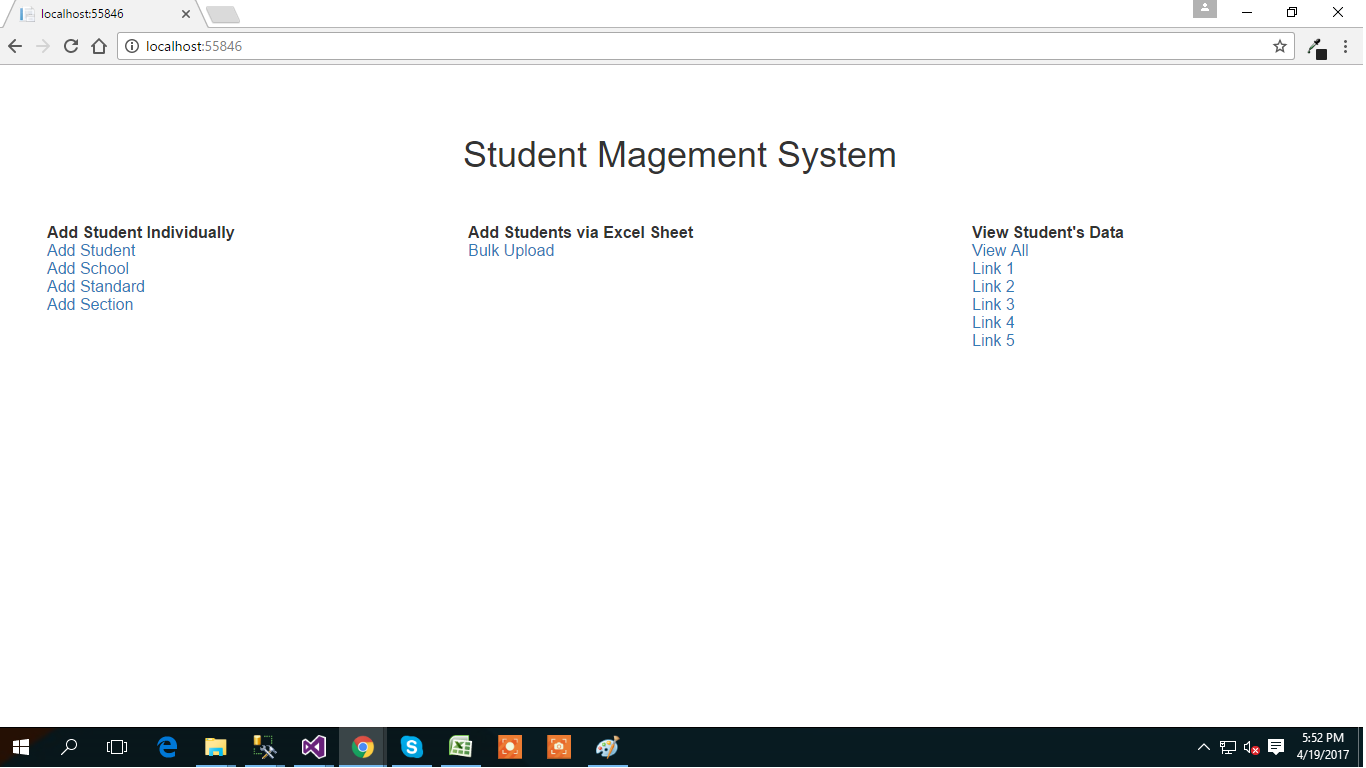 localhost:55846
localhost:55846
Student Magement System
Add Student Individually
Add Student
Add School
Add Standard
Add Section
Add Students via Excel Sheet
Bulk Upload
View Student's Data
View All
Link 1
Link 2
Link 3
Link 4
Link 5
5:52 PM
4/19/2017